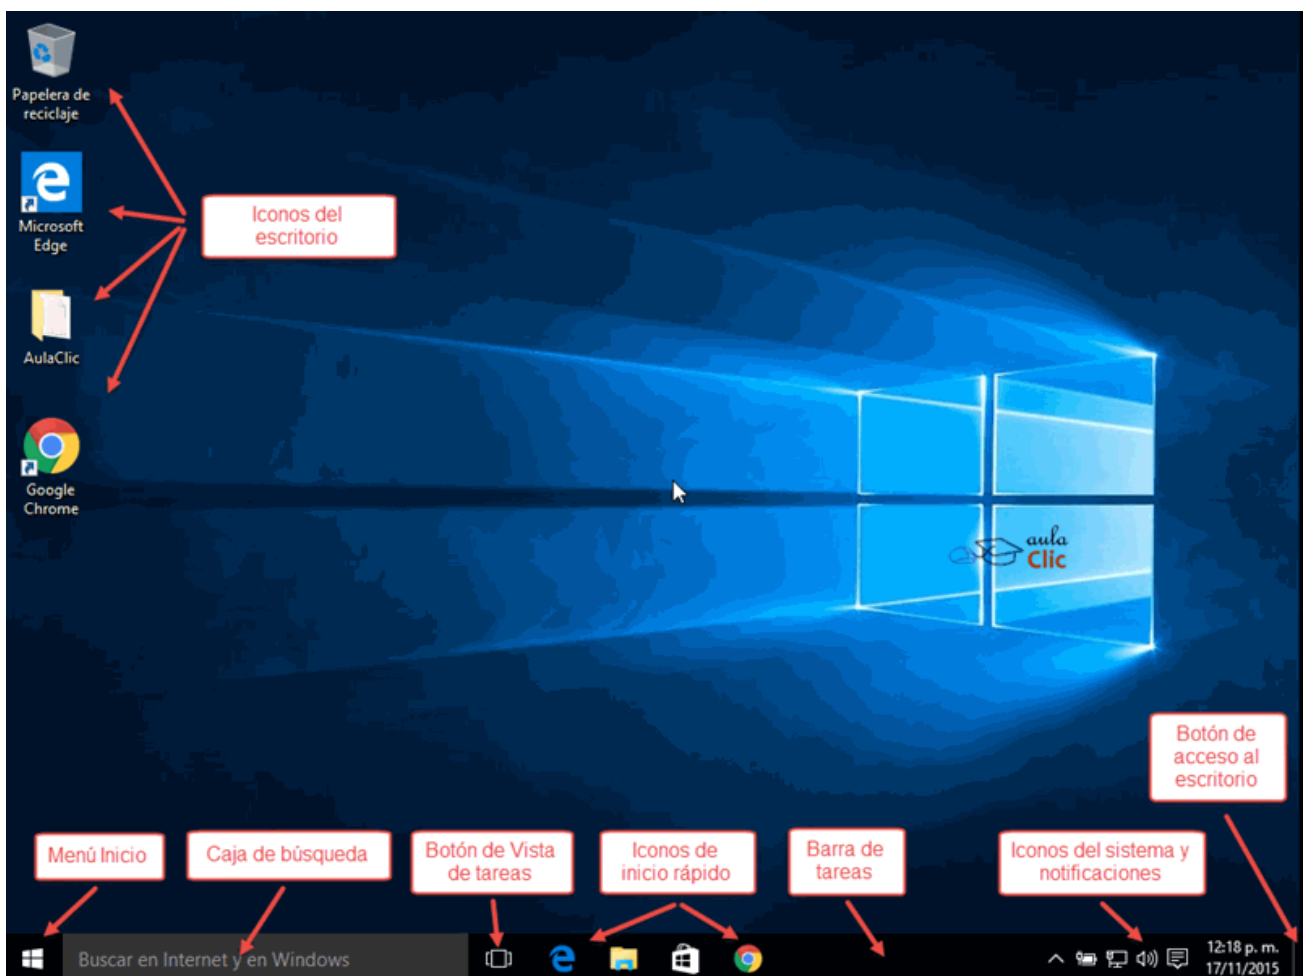 Papelera de
reciclaje
Microsoft
Edge
Iconos del
escritorio
AulaClic
Google
Chrome
aula
Clic
Botón de
acceso al
escritorio
Menú Inicio
Caja de búsqueda
Botón de Vista
de tareas
Iconos de
inicio rápido
Barra de
tareas
Iconos del sistema y
notificaciones
Buscar en Internet y en Windows
12:18 p. m.
17/11/2015